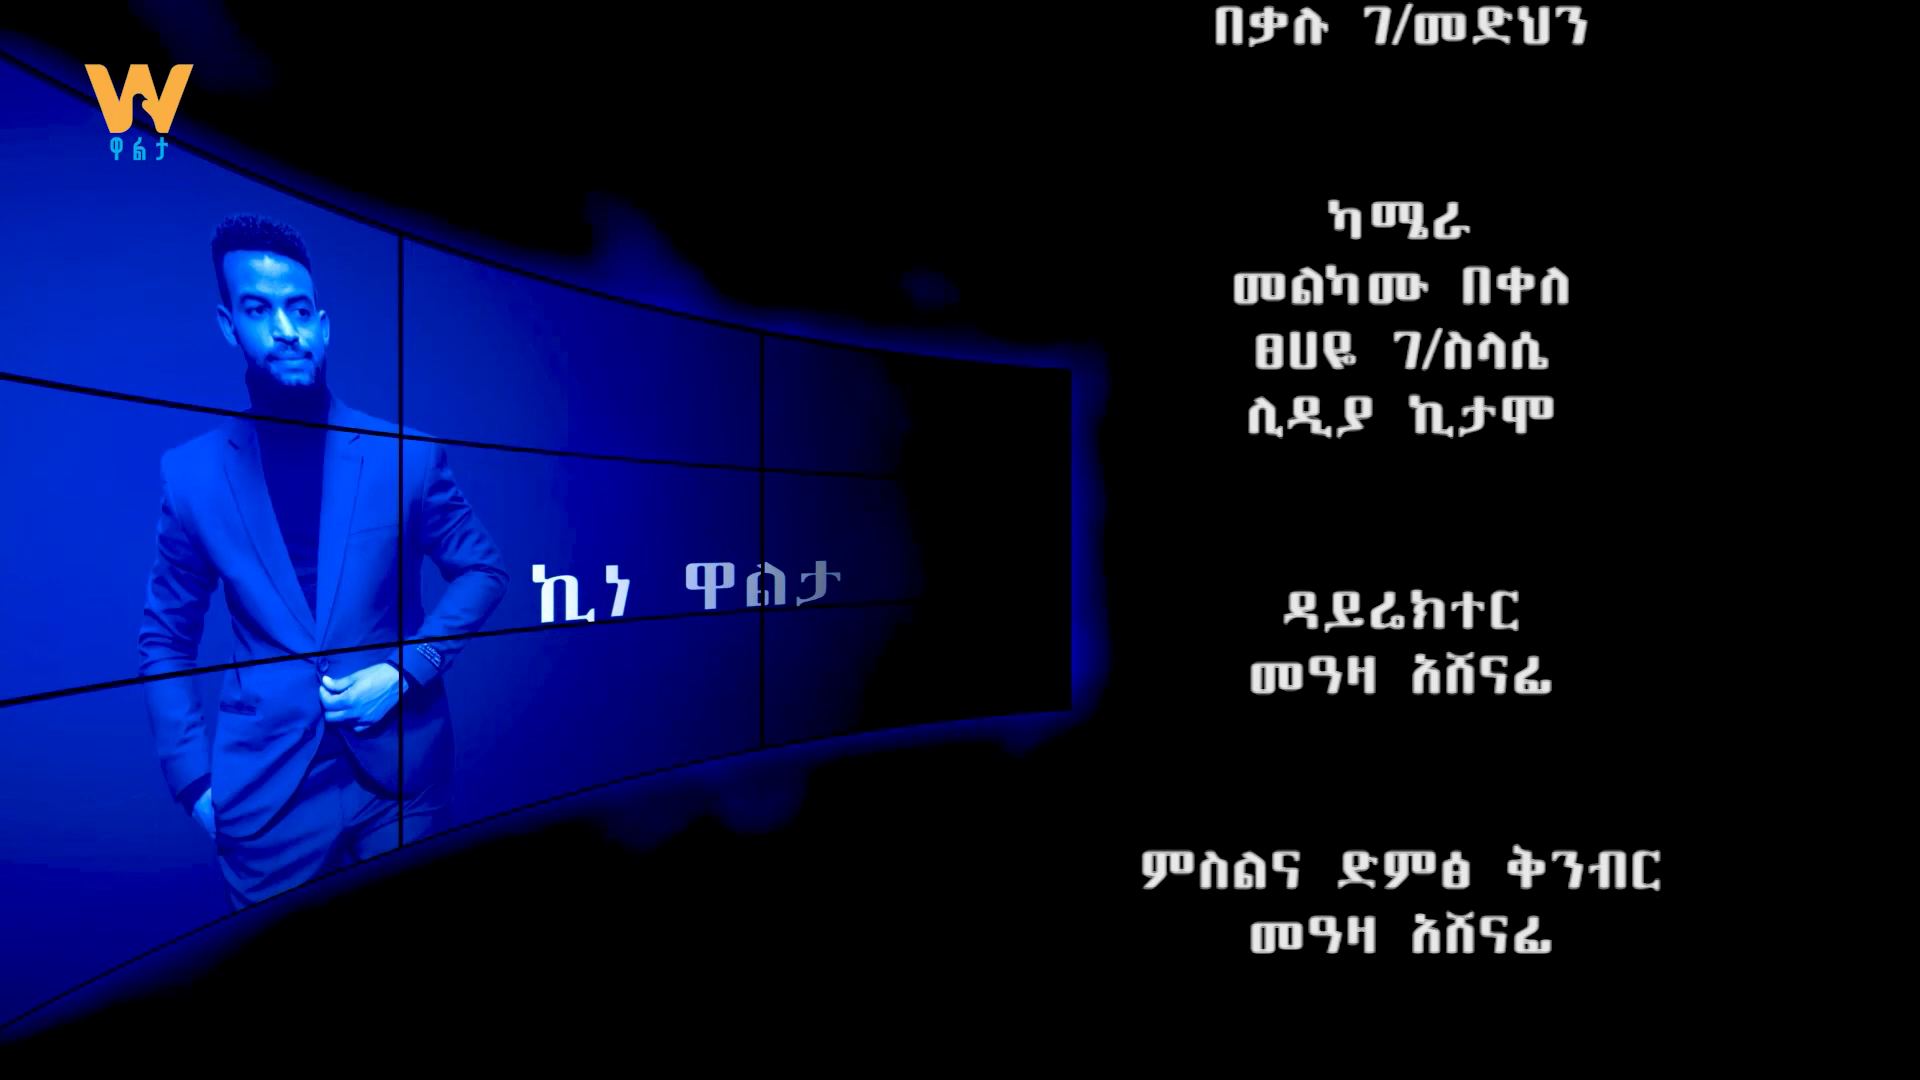 ዋልታ
ኪነ ዋልታ
በቃሉ ገ/መድህን
ካሜራ
መልካሙ በቀለ
ፀሀዬ ገ/ስላሴ
ሊዲያ ኪታሞ
ዳይሬክተር
መዓዛ አሸናፊ
ምስልና ድምፅ ቅንብር
መዓዛ አሸናፊ